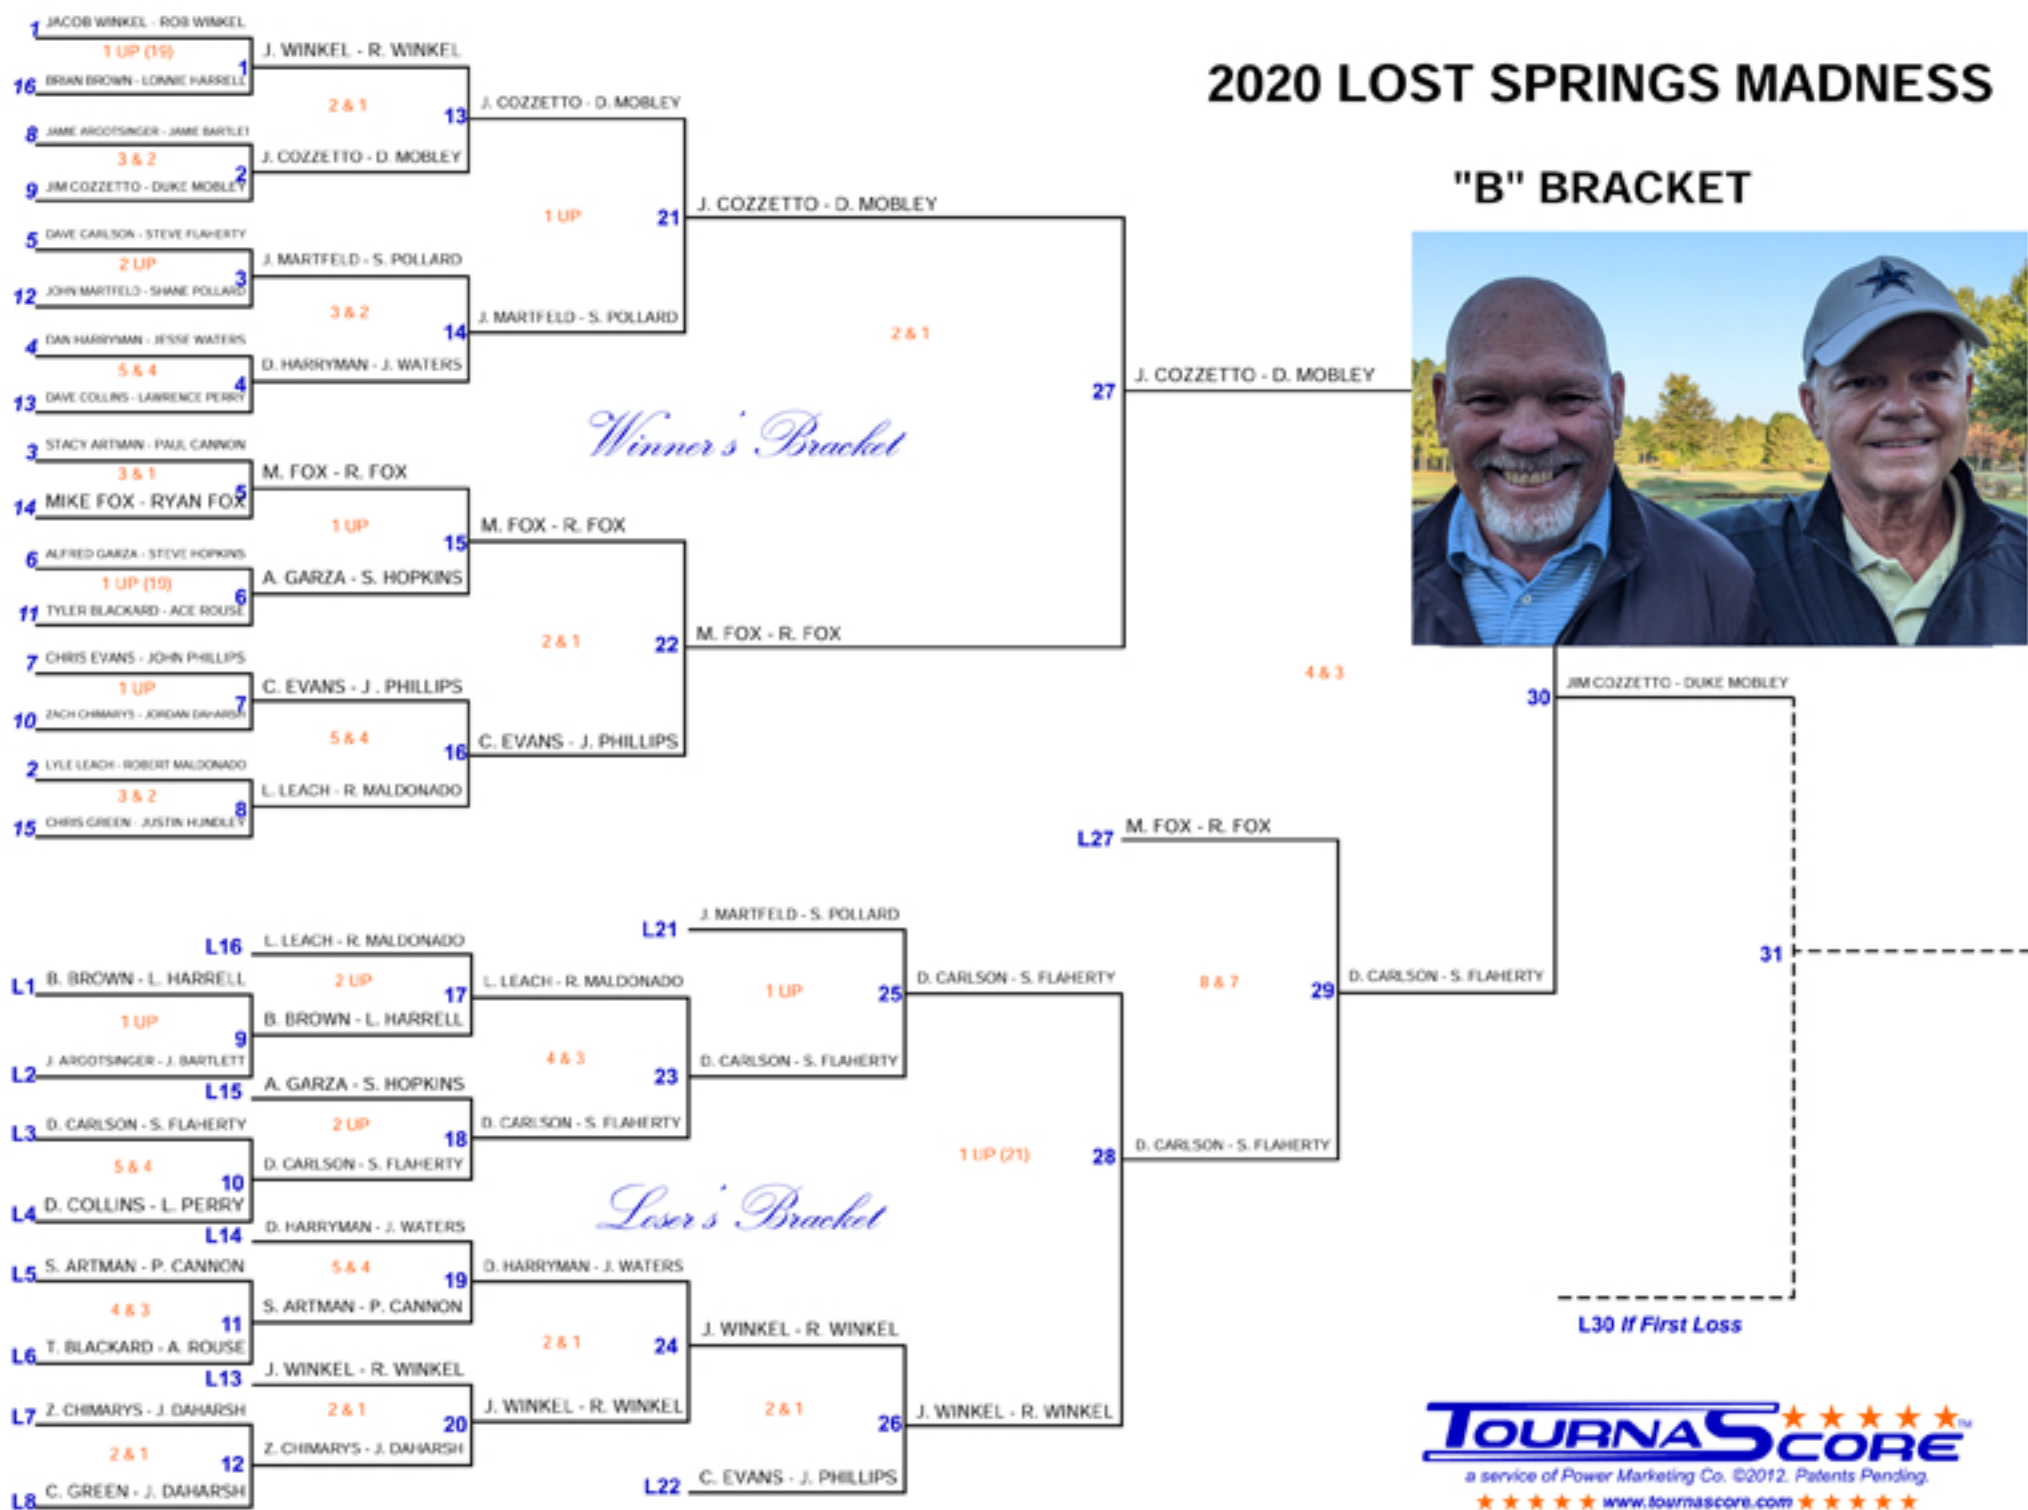 2020 LOST SPRINGS MADNESS
"B" BRACKET
1 JACOB WINKEL - ROB WINKEL
1 UP (19)
16 BRIAN BROWN - LONNIE HARRELL
1
J. WINKEL - R. WINKEL
8 JAMIE ARGOTSINGER - JAMIE BARTLET
3 & 2
9 JIM COZZETTO - DUKE MOBLEY
2
J. COZZETTO - D. MOBLEY
2 & 1
13
J. COZZETTO - D. MOBLEY
5 DAVE CARLSON - STEVE FLAHERTY
2 UP
12 JOHN MARTFELD - SHANE POLLARD
3
J. MARTFELD - S. POLLARD
4 DAN HARRYMAN - JESSE WATERS
5 & 4
13 DAVE COLLINS - LAWRENCE PERRY
4
D. HARRYMAN - J. WATERS
3 & 2
14
J. MARTFELD - S. POLLARD
1 UP
21
J. COZZETTO - D. MOBLEY
3 STACY ARTMAN - PAUL CANNON
3 & 1
14 MIKE FOX - RYAN FOX
5
M. FOX - R. FOX
6 ALFRED GARZA - STEVE HOPKINS
1 UP (19)
11 TYLER BLACKARD - ACE ROUSE
6
A. GARZA - S. HOPKINS
1 UP
15
M. FOX - R. FOX
7 CHRIS EVANS - JOHN PHILLIPS
1 UP
10 ZACH CHIMARYS - JORDAN DAHARSH
7
C. EVANS - J . PHILLIPS
2 LYLE LEACH - ROBERT MALDONADO
3 & 2
15 CHRIS GREEN - JUSTIN HUNDLEY
8
L. LEACH - R. MALDONADO
5 & 4
16
C. EVANS - J. PHILLIPS
2 & 1
22
M. FOX - R. FOX
Winner's Bracket
2 & 1
27
J. COZZETTO - D. MOBLEY
4 & 3
30
JIM COZZETTO - DUKE MOBLEY
L27 M. FOX - R. FOX
L16 L. LEACH - R. MALDONADO
L1 B. BROWN - L. HARRELL
1 UP
L2 J. ARGOTSINGER - J. BARTLETT
9
B. BROWN - L. HARRELL
2 UP
17
L. LEACH - R. MALDONADO
L15 A. GARZA - S. HOPKINS
L3 D. CARLSON - S. FLAHERTY
5 & 4
L4 D. COLLINS - L. PERRY
10
D. CARLSON - S. FLAHERTY
2 UP
18
D. CARLSON - S. FLAHERTY
4 & 3
23
D. CARLSON - S. FLAHERTY
L21 J. MARTFELD - S. POLLARD
1 UP
25
D. CARLSON - S. FLAHERTY
Loser's Bracket
L14 D. HARRYMAN - J. WATERS
L5 S. ARTMAN - P. CANNON
4 & 3
L6 T. BLACKARD - A. ROUSE
11
S. ARTMAN - P. CANNON
5 & 4
19
D. HARRYMAN - J. WATERS
L13 J. WINKEL - R. WINKEL
L7 Z. CHIMARYS - J. DAHARSH
2 & 1
L8 C. GREEN - J. DAHARSH
12
Z. CHIMARYS - J. DAHARSH
2 & 1
20
J. WINKEL - R. WINKEL
2 & 1
24
J. WINKEL - R. WINKEL
2 & 1
L22 C. EVANS - J. PHILLIPS
26
J. WINKEL - R. WINKEL
1 UP (21)
28
D. CARLSON - S. FLAHERTY
8 & 7
29
D. CARLSON - S. FLAHERTY
31
L30 If First Loss
TOURNASCORE™
a service of Power Marketing Co. ©2012. Patents Pending.
www.tournascore.com